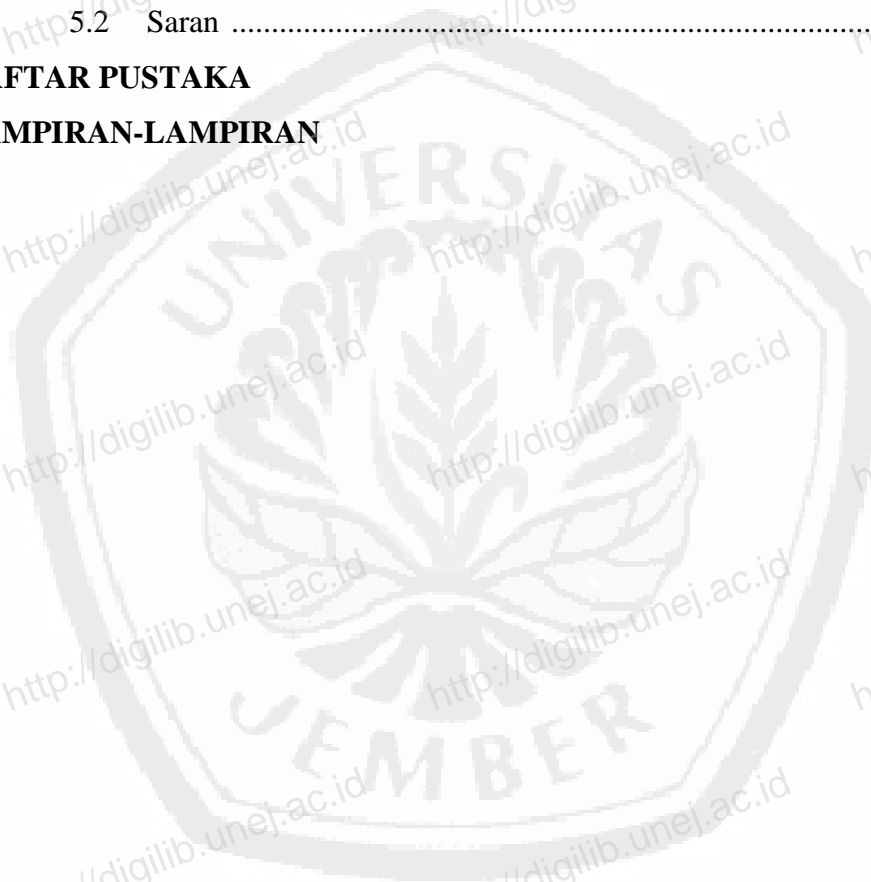 5.2 Saran ................................................................................
AFTAR PUSTAKA
AMPIRAN-LAMPIRAN
http://digilib.unej.ac.id
http://digilib.unej.ac.id
UNIVERSITAS
http://digilib.unej.ac.id
http://digilib.unej.ac.id
http://digilib.unej.ac.id
http://digilib.unej.ac.id
JEMBER
//digilib.unej.ac.id
//digilib.unej.ac.id